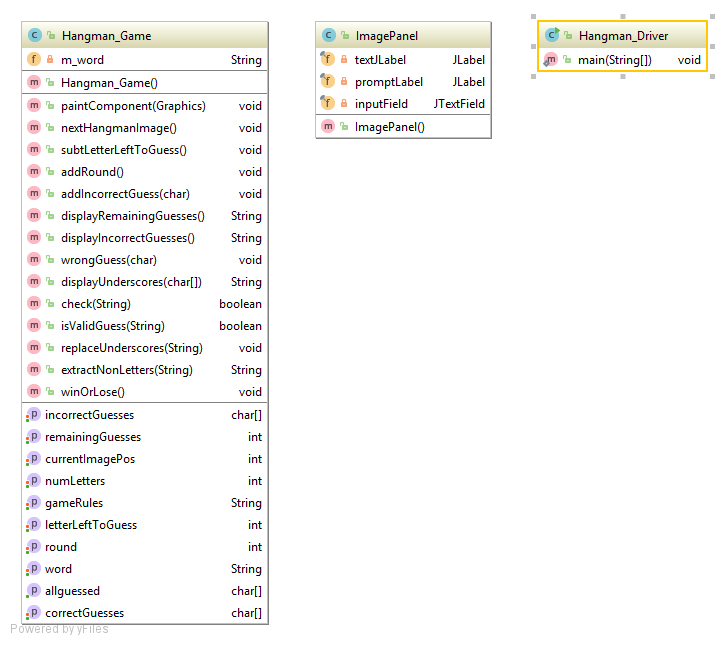 Hangman_Game
m_word String
Hangman_Game()
paintComponent(Graphics) void
nextHangmanImage() void
subtLetterLeftToGuess() void
addRound() void
addIncorrectGuess(char) void
displayRemainingGuesses() String
displayIncorrectGuesses() String
wrongGuess(char) void
displayUnderscores(char[]) String
check(String) boolean
isValidGuess(String) boolean
replaceUnderscores(String) void
extractNonLetters(String) String
winOrLose() void
incorrectGuesses char[]
remainingGuesses int
currentImagePos int
numLetters int
gameRules String
letterLeftToGuess int
round int
word String
allguessed char[]
correctGuesses char[]
ImagePanel
textJLabel JLabel
promptLabel JLabel
inputField JTextField
ImagePanel()
Hangman_Driver
main(String[]) void
Powered by yFiles